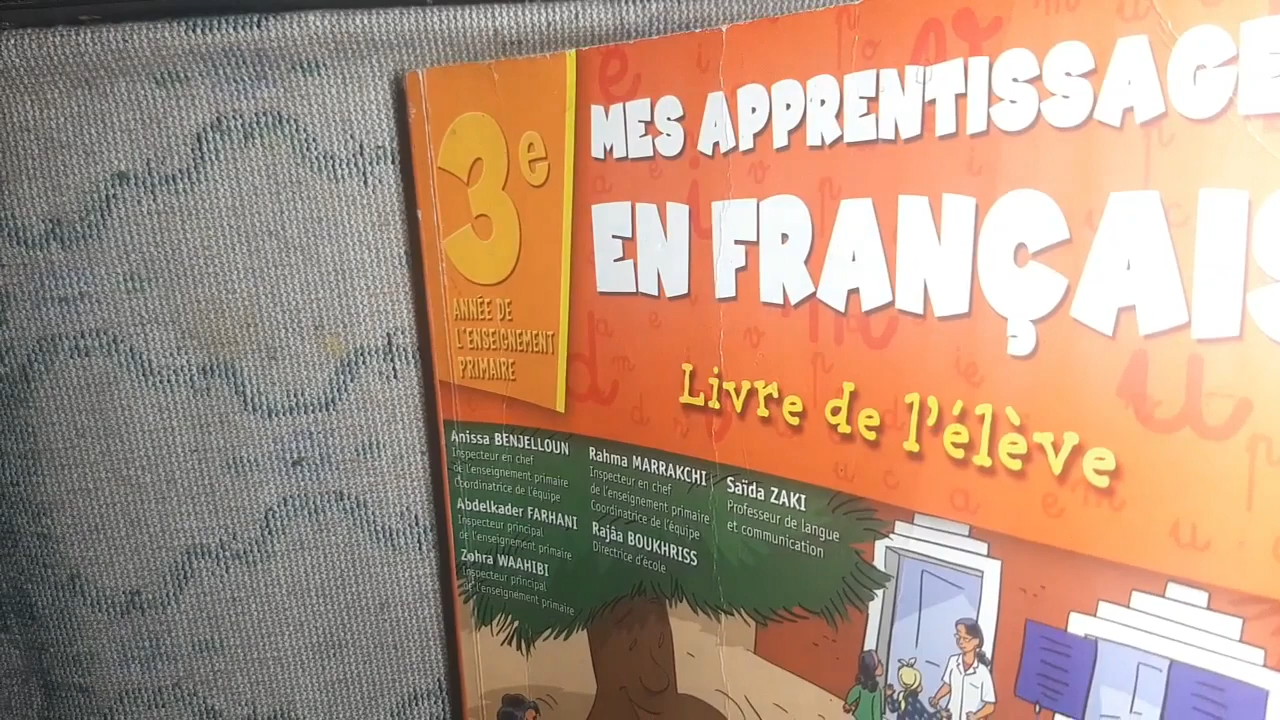 3e
ANNÉE DE
L'ENSEIGNEMENT
PRIMAIRE
MES APPRENTISSAGE
EN FRANÇAIS
Livre de l'élève
Anissa BENJELLOUN
Inspecteur en chef
de l'enseignement primaire
Coordinatrice de l'équipe
Abdelkader FARHANI
Inspecteur principal
de l'enseignement primaire
Zohra WAAHIBI
Inspecteur principal
de l'enseignement primaire
Rahma MARRAKCHI
Inspecteur en chef
de l'enseignement primaire
Coordinatrice de l'équipe
Rajâa BOUKHRISS
Directrice d'école
Saïda ZAKI
Professeur de langue
et communication